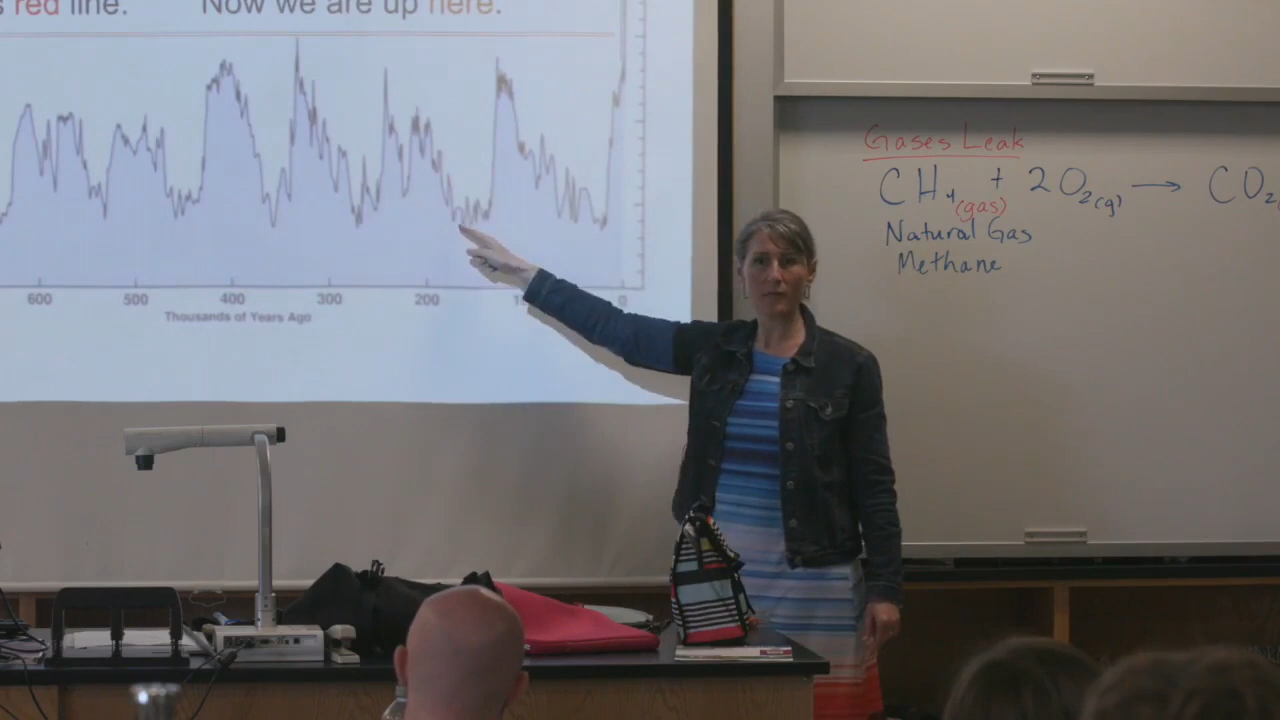 red line. Now we are up here.
600 500 400 300 200 0
Thousands of Years Ago
Gases Leak
CH4 + 2O2(g) → CO2
(gas)
Natural Gas
Methane